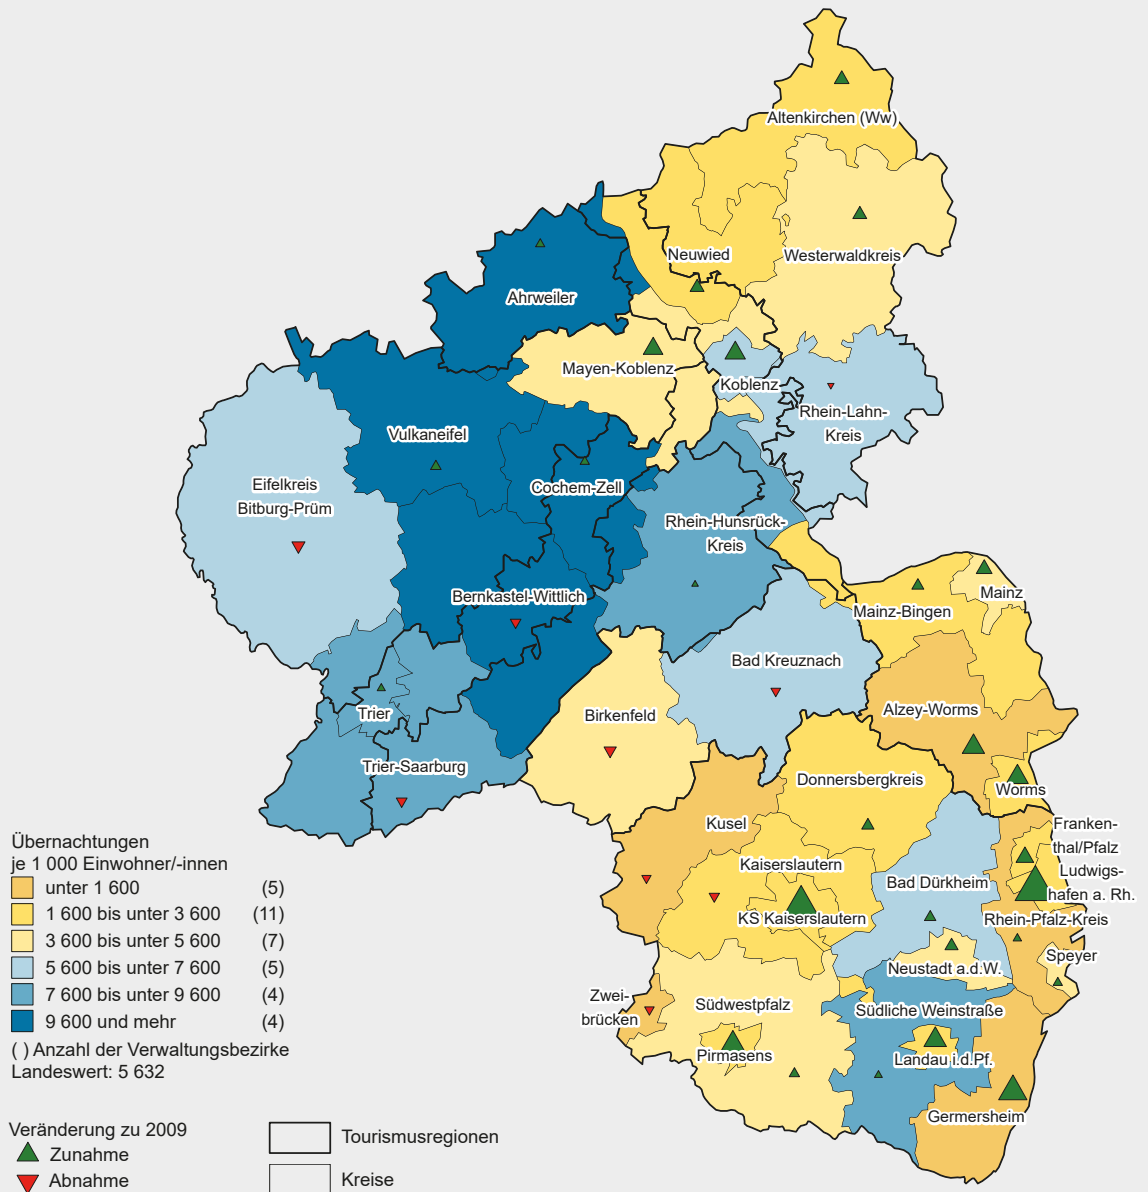 Altenkirchen (Ww)
Neuwied
Westerwaldkreis
Ahrweiler
Mayen-Koblenz
Koblenz
Rhein-Lahn-
Kreis
Vulkaneifel
Eifelkreis
Bitburg-Prüm
Cochem-Zell
Rhein-Hunsrück-
Kreis
Bernkastel-Wittlich
Mainz
Mainz-Bingen
Bad Kreuznach
Trier
Birkenfeld
Alzey-Worms
Trier-Saarburg
Donnersbergkreis
Worms
Kusel
Franken-
thal/Pfalz
Kaiserslautern
Ludwigs-
hafen a. Rh.
Bad Dürkheim
KS Kaiserslautern
Rhein-Pfalz-Kreis
Speyer
Neustadt a.d.W.
Zwei-
brücken
Südwestpfalz
Südliche Weinstraße
Pirmasens
Landau i.d.Pf.
Germersheim
Übernachtungen
je 1 000 Einwohner/-innen
unter 1 600 (5)
1 600 bis unter 3 600 (11)
3 600 bis unter 5 600 (7)
5 600 bis unter 7 600 (5)
7 600 bis unter 9 600 (4)
9 600 und mehr (4)
( ) Anzahl der Verwaltungsbezirke
Landeswert: 5 632
Veränderung zu 2009
Zunahme
Abnahme
Tourismusregionen
Kreise